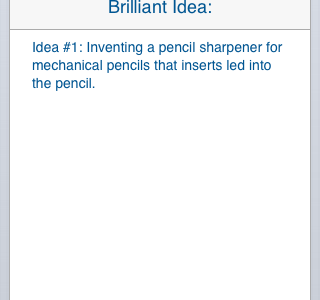 Brilliant Idea:
Idea #1: Inventing a pencil sharpener for
mechanical pencils that inserts led into
the pencil.